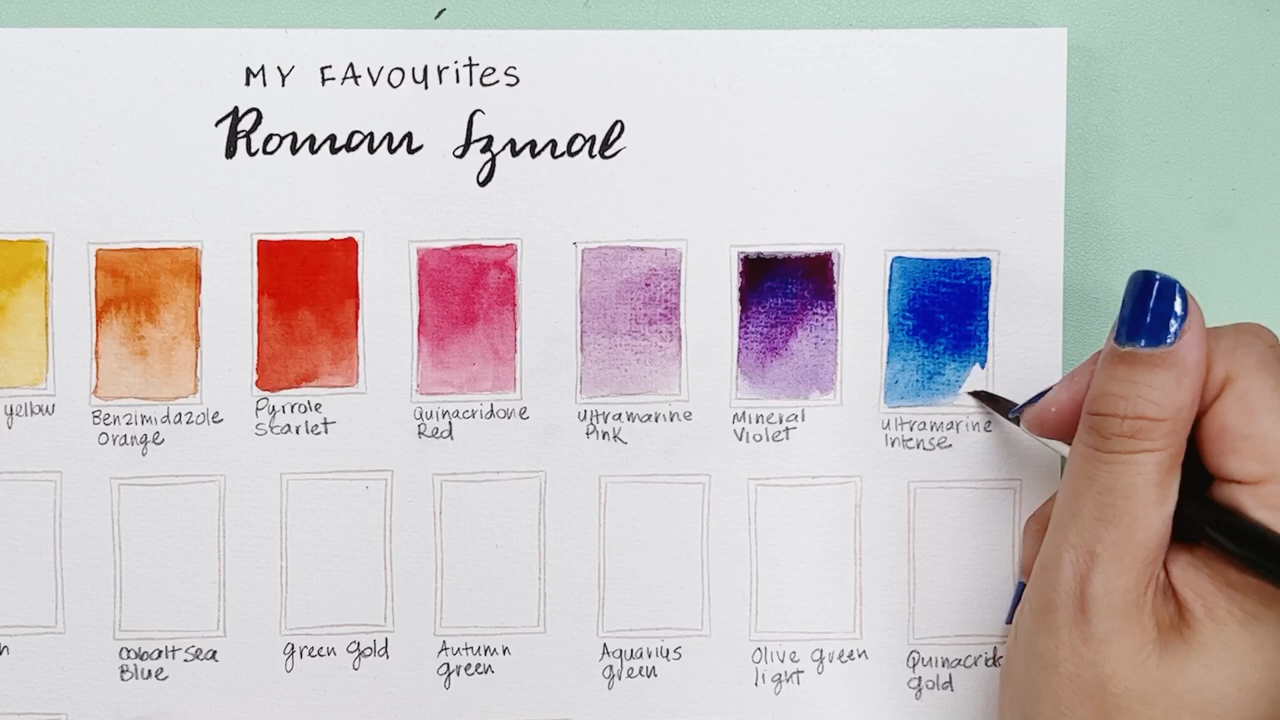 MY FAVOURITES
Roman Szmal
yellow
Benzimidazole
Orange
Pyrrole
Scarlet
Quinacridone
Red
Ultramarine
Pink
Mineral
Violet
Ultramarine
Intense
Cobalt Sea
Blue
green gold
Autumn
green
Aquarius
green
Olive green
light
gold